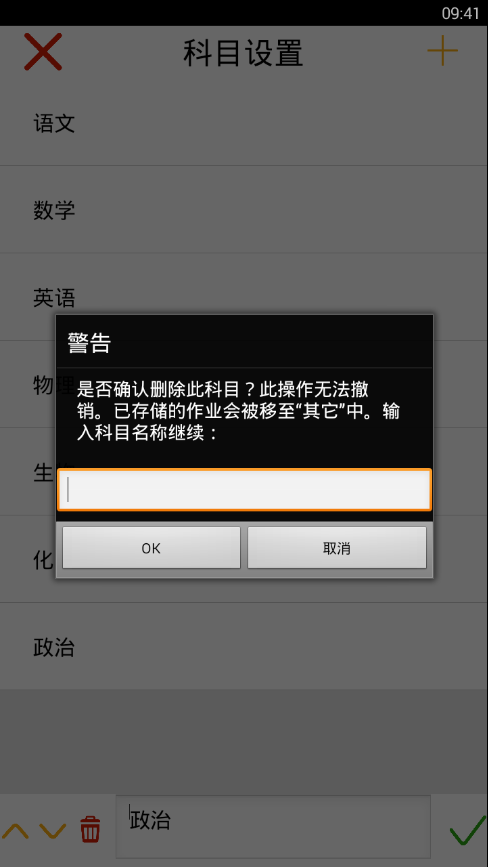 09:41
科目设置
语文
数学
英语
物理
警告
是否确认删除此科目？此操作无法撤
销。已存储的作业会被移至“其它”中。输
入科目名称继续：
生
化
OK
取消
政治
政治